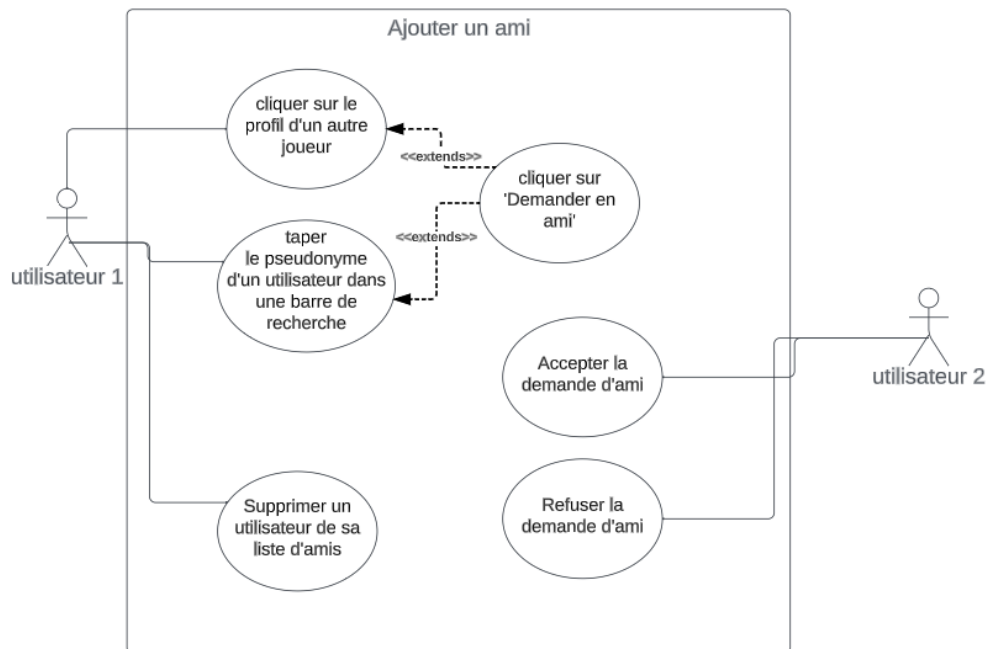 Ajouter un ami
cliquer sur le
profil d'un autre
joueur
<<extends>>
cliquer sur
'Demander en
ami'
<<extends>>
utilisateur 1
taper
le pseudonyme
d'un utilisateur dans
une barre de
recherche
Accepter la
demande d'ami
utilisateur 2
Supprimer un
utilisateur de sa
liste d'amis
Refuser la
demande d'ami